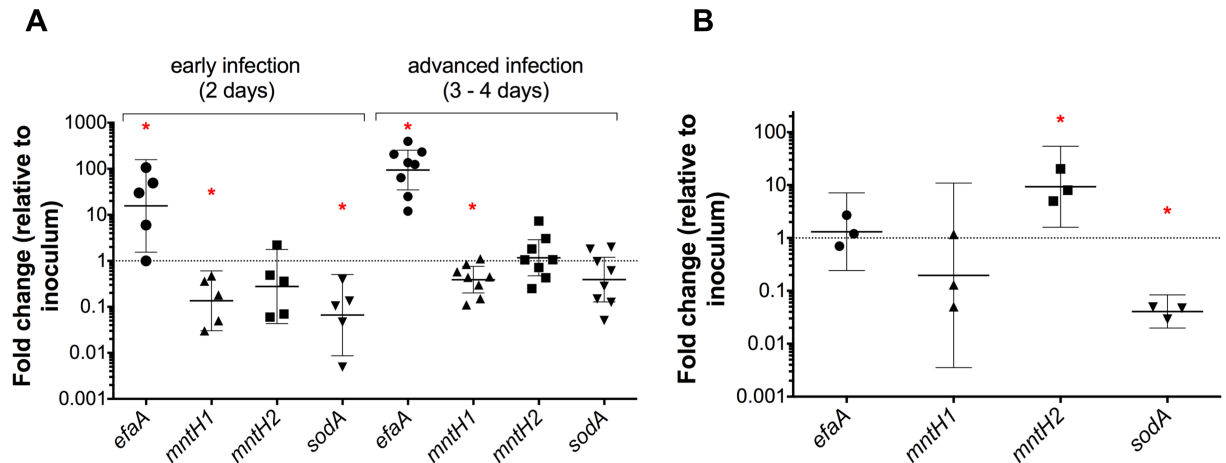 A
early infection
(2 days)
advanced infection
(3 - 4 days)
Fold change (relative to
inoculum)
1000
100
10
1
0.1
0.01
0.001
*
*
*
*
*
efaA
mntH1
mntH2
sodA
efaA
mntH1
mntH2
sodA
B
Fold change (relative to
inoculum)
100
10
1
0.1
0.01
0.001
*
*
efaA
mntH1
mntH2
sodA